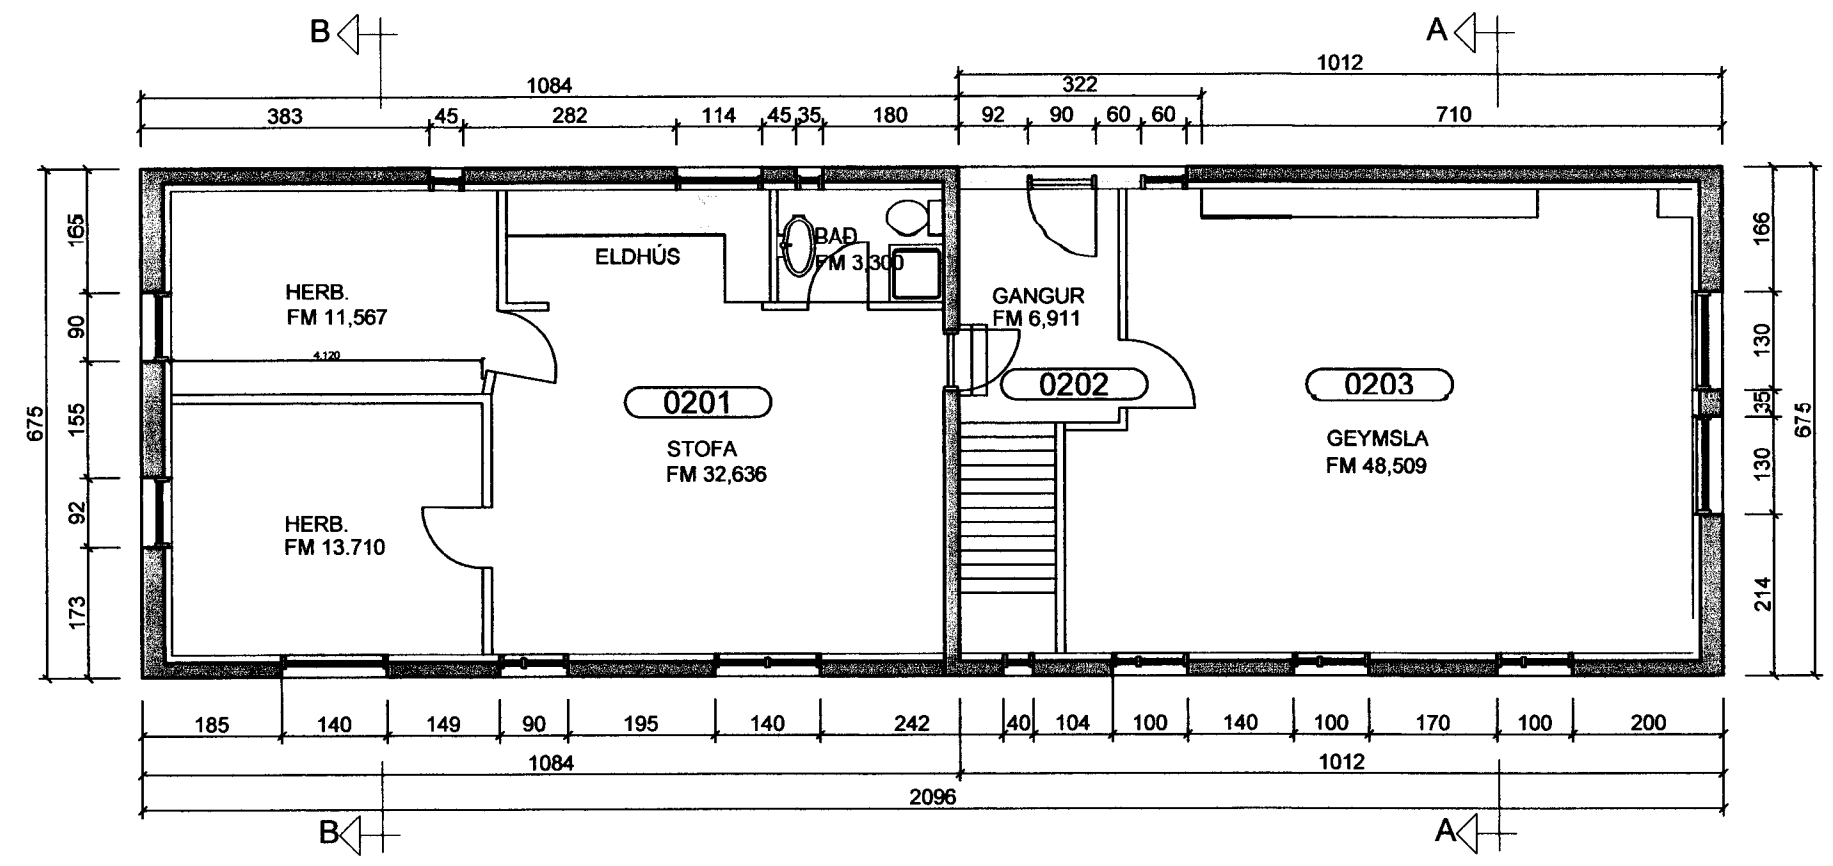 B
A
1012
1084
322
383 45 282 114 45 35 180 92 90 60 60 710
165
90
155
92
173
675
HERB.
FM 11,567
4.120
HERB.
FM 13.710
ELDHÚS
BAÐ
FM 3,300
0201
STOFA
FM 32,636
GANGUR
FM 6,911
0202
0203
GEYMSLA
FM 48,509
166
130
35
130
214
675
185 140 149 90 195 140 242 40 104 100 140 100 170 100 200
1084 1012
2096
B
A